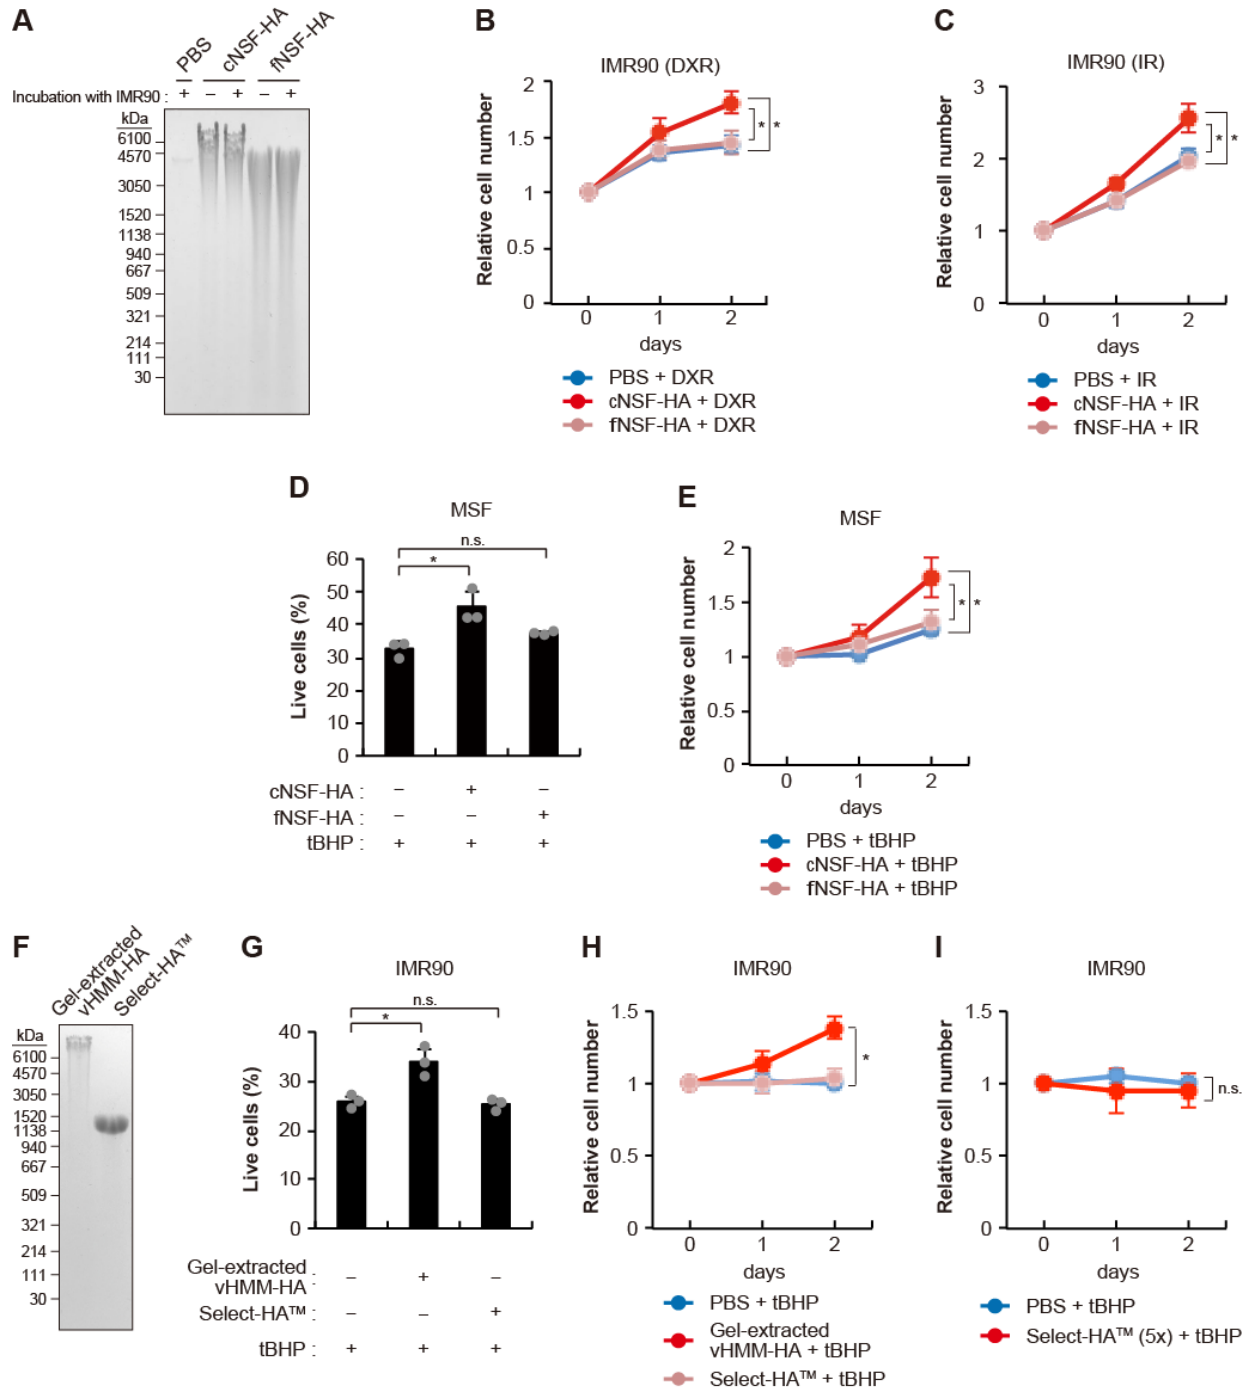 A
PBS
cNSF-HA
fNSF-HA
Incubation with IMR90 : + – + – +
kDa
6100
4570
3050
1520
1138
940
667
509
321
214
111
30
B
IMR90 (DXR)
Relative cell number
2
1.5
1
0.5
0
* *
0 1 2
days
PBS + DXR
cNSF-HA + DXR
fNSF-HA + DXR
C
IMR90 (IR)
Relative cell number
3
2
1
0
* *
0 1 2
days
PBS + IR
cNSF-HA + IR
fNSF-HA + IR
D
MSF
n.s.
*
Live cells (%)
60
50
40
30
20
10
0
cNSF-HA : – + –
fNSF-HA : – – +
tBHP : + + +
E
MSF
Relative cell number
2
1.5
1
0.5
0
* *
0 1 2
days
PBS + tBHP
cNSF-HA + tBHP
fNSF-HA + tBHP
F
Gel-extracted
vHMM-HA
Select-HA™
kDa
6100
4570
3050
1520
1138
940
667
509
321
214
111
30
G
IMR90
n.s.
*
Live cells (%)
40
30
20
10
0
Gel-extracted
vHMM-HA : – + –
Select-HA™ : – – +
tBHP : + + +
H
IMR90
Relative cell number
1.5
1
0.5
0
*
0 1 2
days
PBS + tBHP
Gel-extracted
vHMM-HA + tBHP
Select-HA™ + tBHP
I
IMR90
Relative cell number
1.5
1
0.5
0
n.s.
0 1 2
days
PBS + tBHP
Select-HA™ (5x) + tBHP